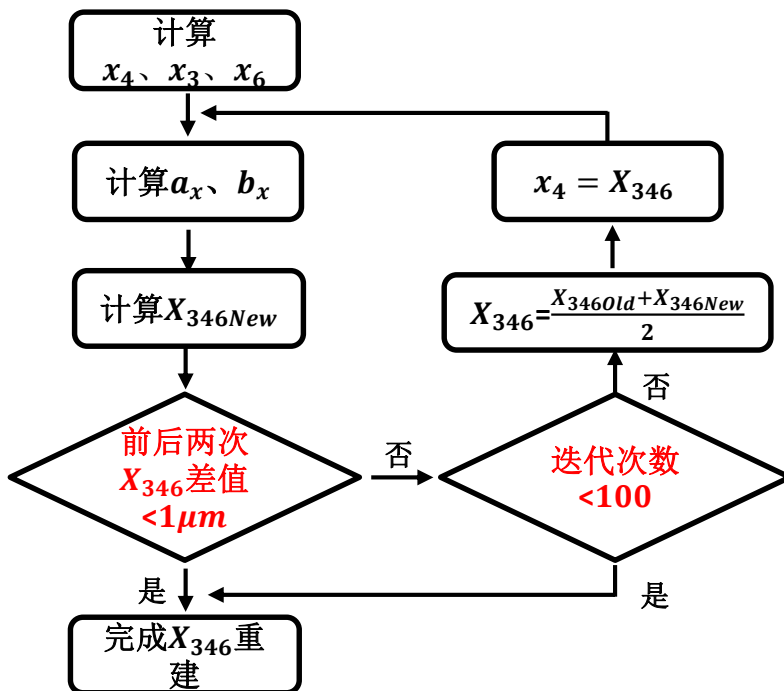 计算
x₄、x₃、x₆
计算aₓ、bₓ
计算X₃₄₆New
前后两次
X₃₄₆差值
<1μm
否
是
完成X₃₄₆重
建
x₄ = X₃₄₆
X₃₄₆=(X₃₄₆Old+X₃₄₆New)/2
否
迭代次数
<100
是